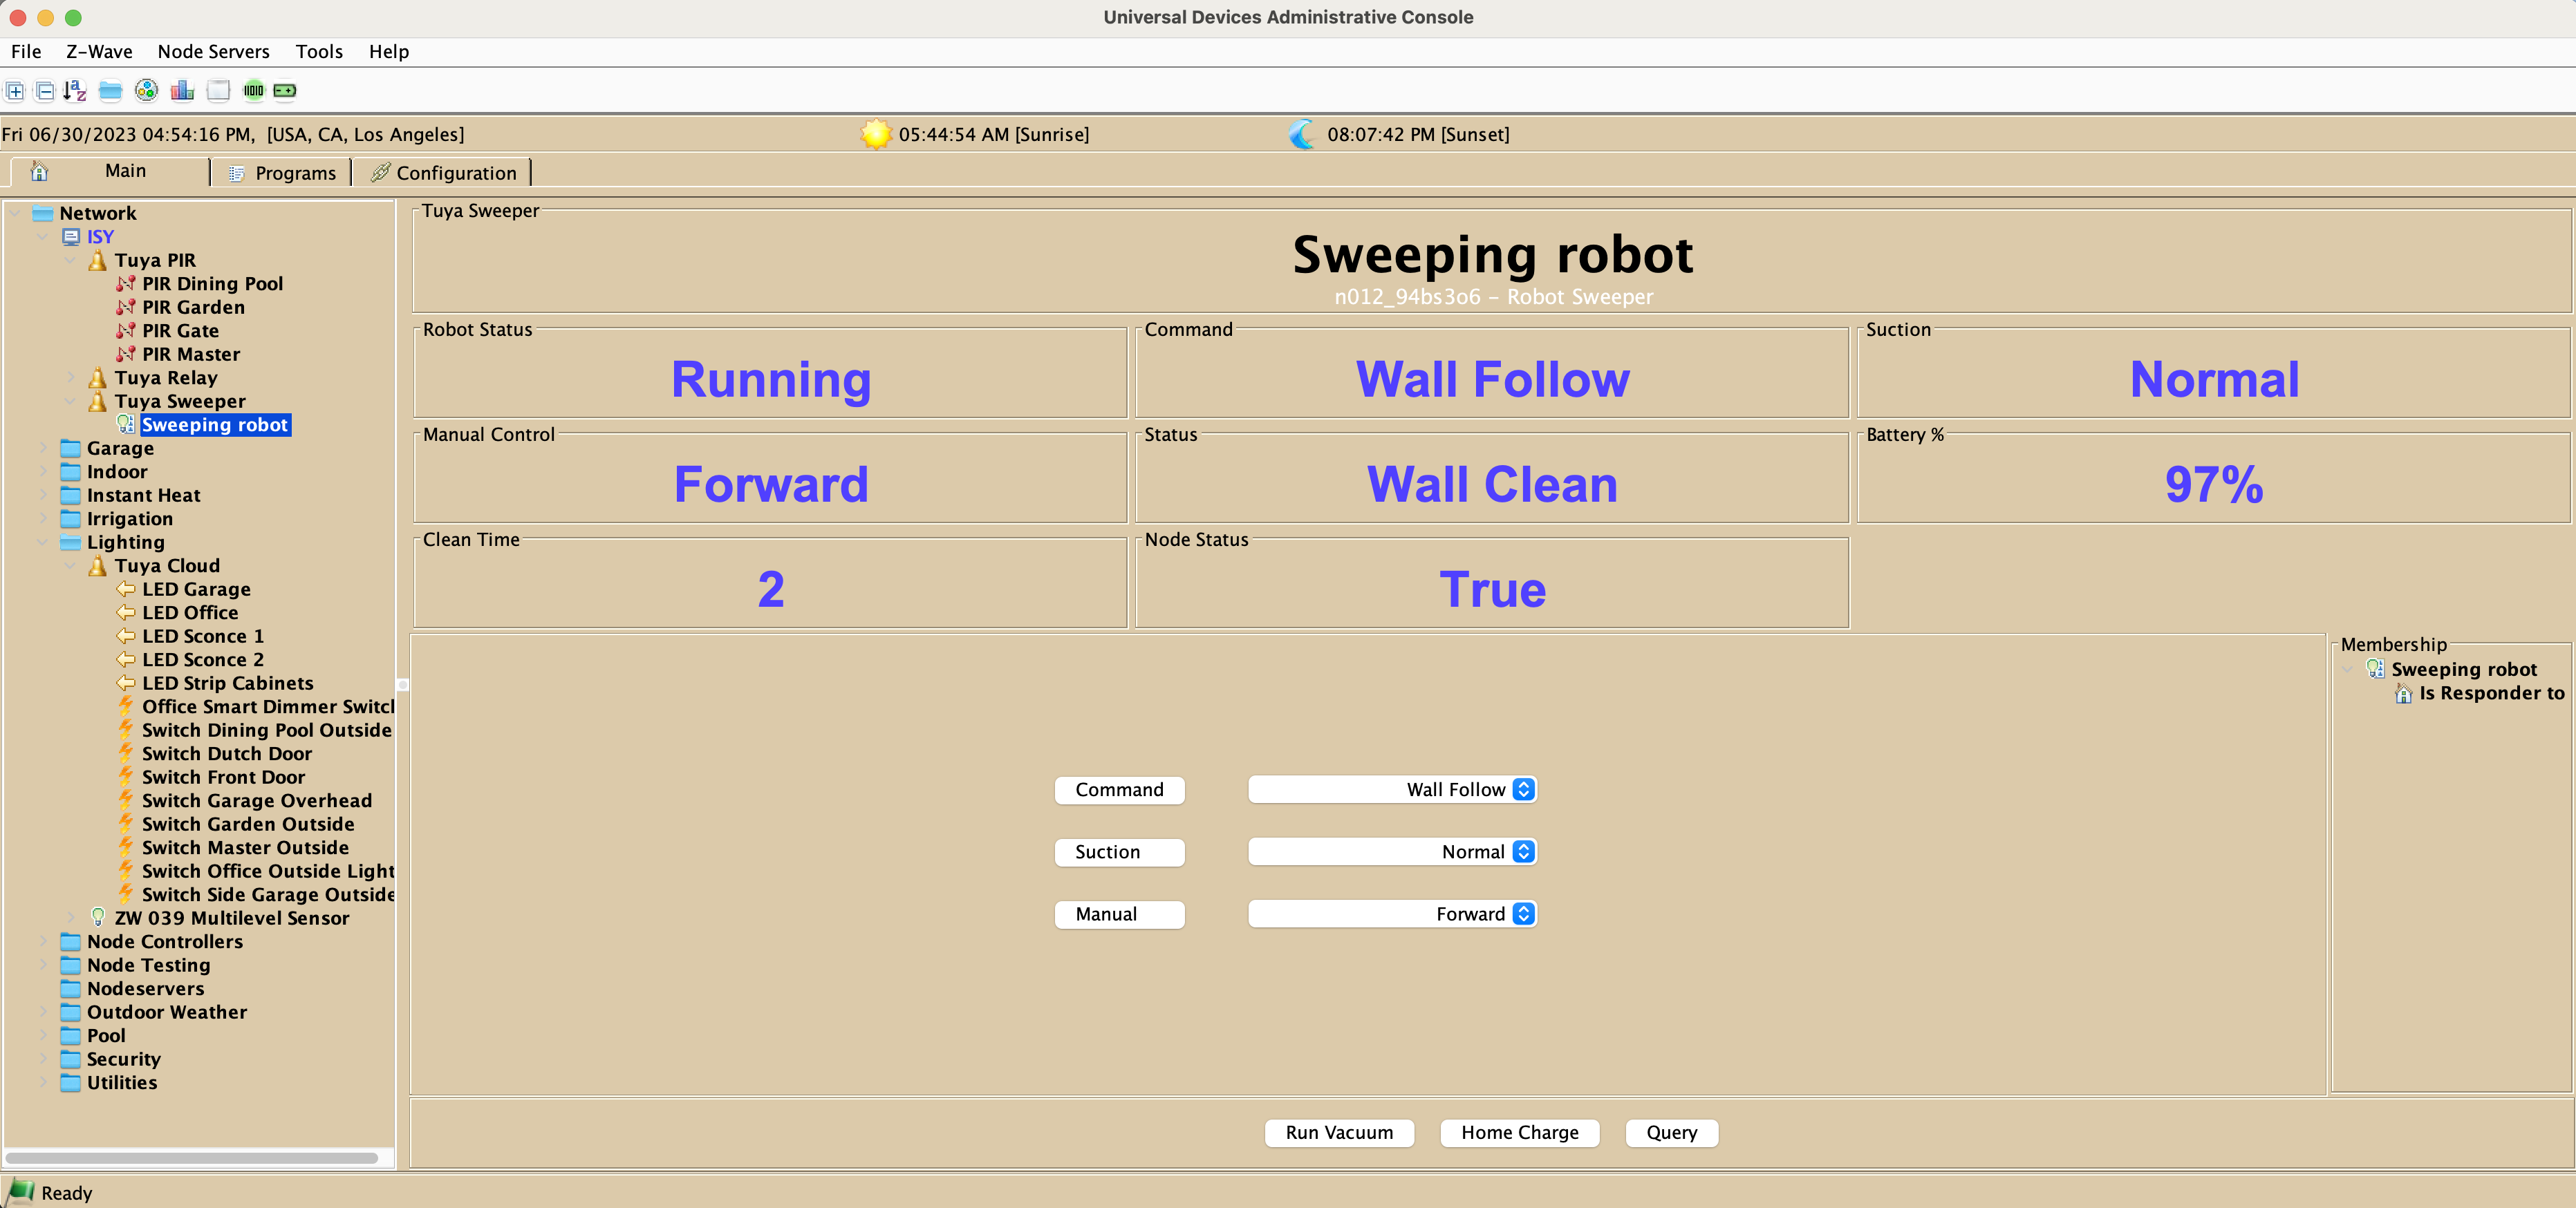 Universal Devices Administrative Console
File Z-Wave Node Servers Tools Help
Fri 06/30/2023 04:54:16 PM, [USA, CA, Los Angeles] 05:44:54 AM [Sunrise] 08:07:42 PM [Sunset]
Main Programs Configuration
Network
ISY
Tuya PIR
PIR Dining Pool
PIR Garden
PIR Gate
PIR Master
Tuya Relay
Tuya Sweeper
Sweeping robot
Garage
Indoor
Instant Heat
Irrigation
Lighting
Tuya Cloud
LED Garage
LED Office
LED Sconce 1
LED Sconce 2
LED Strip Cabinets
Office Smart Dimmer Switcl
Switch Dining Pool Outside
Switch Dutch Door
Switch Front Door
Switch Garage Overhead
Switch Garden Outside
Switch Master Outside
Switch Office Outside Light
Switch Side Garage Outside
ZW 039 Multilevel Sensor
Node Controllers
Node Testing
Nodeservers
Outdoor Weather
Pool
Security
Utilities
Tuya Sweeper
Sweeping robot
n012_94bs3o6 - Robot Sweeper
Robot Status
Running
Command
Wall Follow
Suction
Normal
Manual Control
Forward
Status
Wall Clean
Battery %
97%
Clean Time
2
Node Status
True
Command Wall Follow
Suction Normal
Manual Forward
Membership
Sweeping robot
Is Responder to
Run Vacuum Home Charge Query
Ready